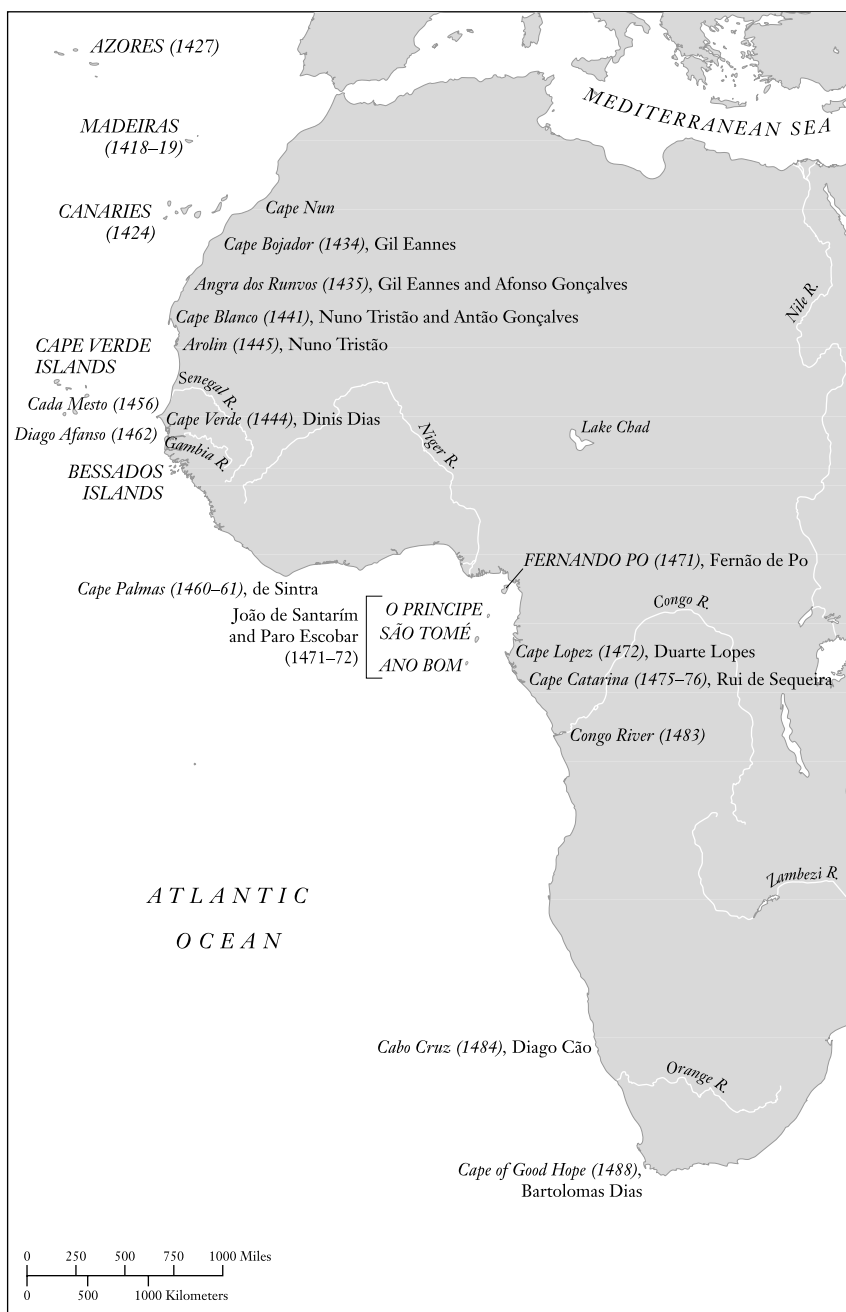 AZORES (1427)
MEDITERRANEAN SEA
MADEIRAS
(1418–19)
CANARIES
(1424)
Cape Nun
Cape Bojador (1434), Gil Eannes
Angra dos Runvos (1435), Gil Eannes and Afonso Gonçalves
Nile R.
Cape Blanco (1441), Nuno Tristão and Antão Gonçalves
CAPE VERDE
ISLANDS
Arolin (1445), Nuno Tristão
Senegal R.
Cada Mesto (1456)
Cape Verde (1444), Dinis Dias
Diago Afanso (1462)
Gambia R.
Niger R.
Lake Chad
BESSADOS
ISLANDS
FERNANDO PO (1471), Fernão de Po
Cape Palmas (1460–61), de Sintra
Congo R.
João de Santarím
and Paro Escobar
(1471–72)
O PRINCIPE
SÃO TOMÉ
ANO BOM
Cape Lopez (1472), Duarte Lopes
Cape Catarina (1475–76), Rui de Sequeira
Congo River (1483)
Zambezi R.
ATLANTIC
OCEAN
Cabo Cruz (1484), Diago Cão
Orange R.
Cape of Good Hope (1488),
Bartolomas Dias
0 250 500 750 1000 Miles
0 500 1000 Kilometers